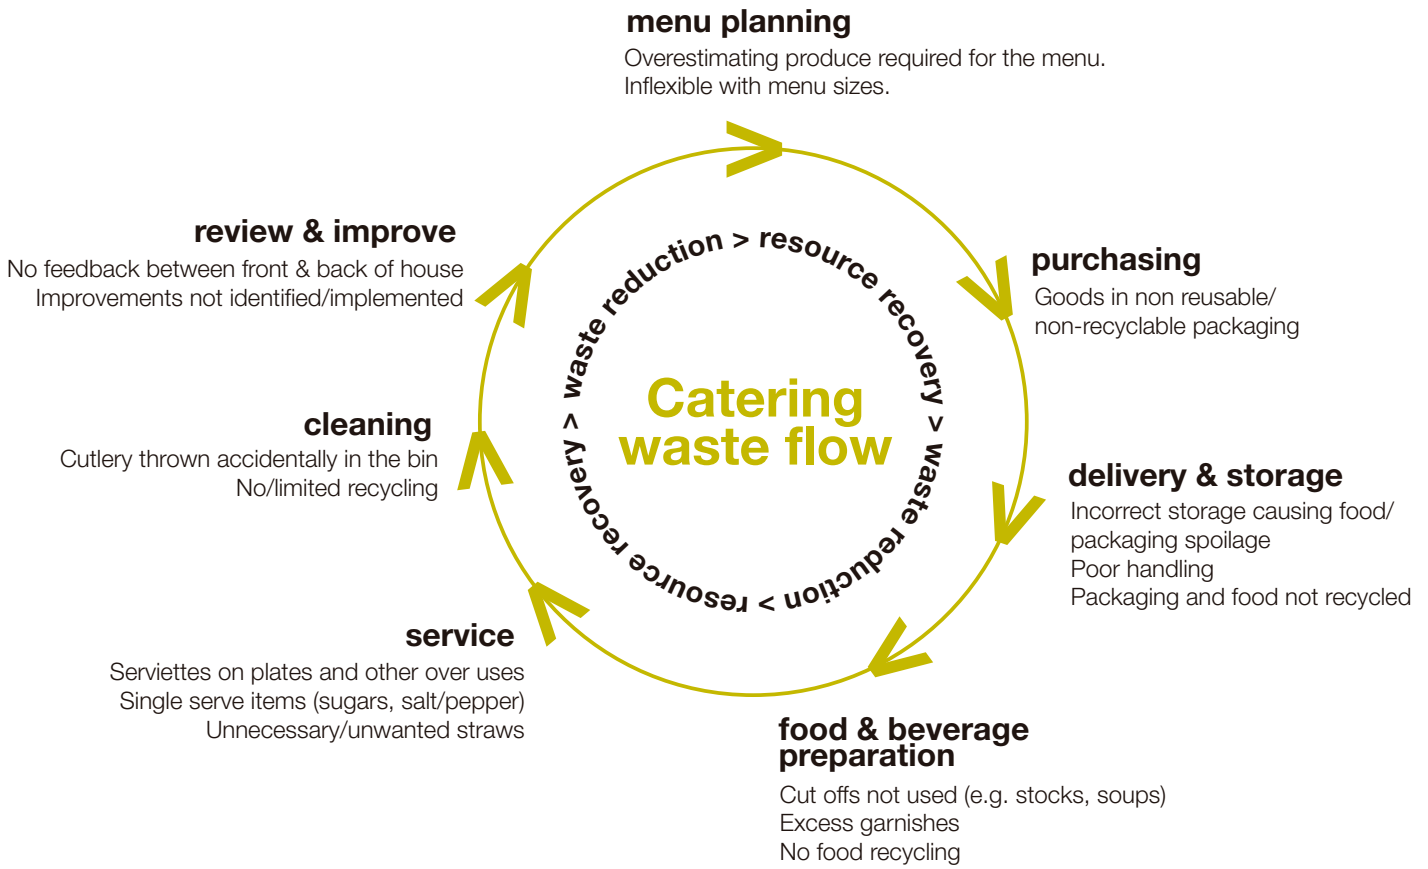 menu planning
Overestimating produce required for the menu.
Inflexible with menu sizes.
purchasing
Goods in non reusable/
non-recyclable packaging
delivery & storage
Incorrect storage causing food/
packaging spoilage
Poor handling
Packaging and food not recycled
food & beverage
preparation
Cut offs not used (e.g. stocks, soups)
Excess garnishes
No food recycling
service
Serviettes on plates and other over uses
Single serve items (sugars, salt/pepper)
Unnecessary/unwanted straws
cleaning
Cutlery thrown accidentally in the bin
No/limited recycling
review & improve
No feedback between front & back of house
Improvements not identified/implemented
waste reduction > resource recovery > waste reduction > resource recovery >
Catering
waste flow